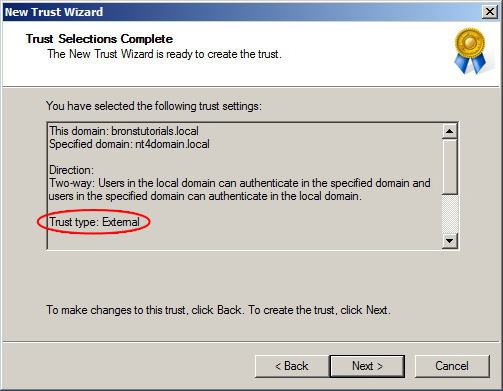 New Trust Wizard
Trust Selections Complete
The New Trust Wizard is ready to create the trust.
You have selected the following trust settings:
This domain: bronstutorials.local
Specified domain: nt4domain.local
Direction:
Two-way: Users in the local domain can authenticate in the specified domain and
users in the specified domain can authenticate in the local domain.
Trust type: External
To make changes to this trust, click Back. To create the trust, click Next.
< Back
Next >
Cancel